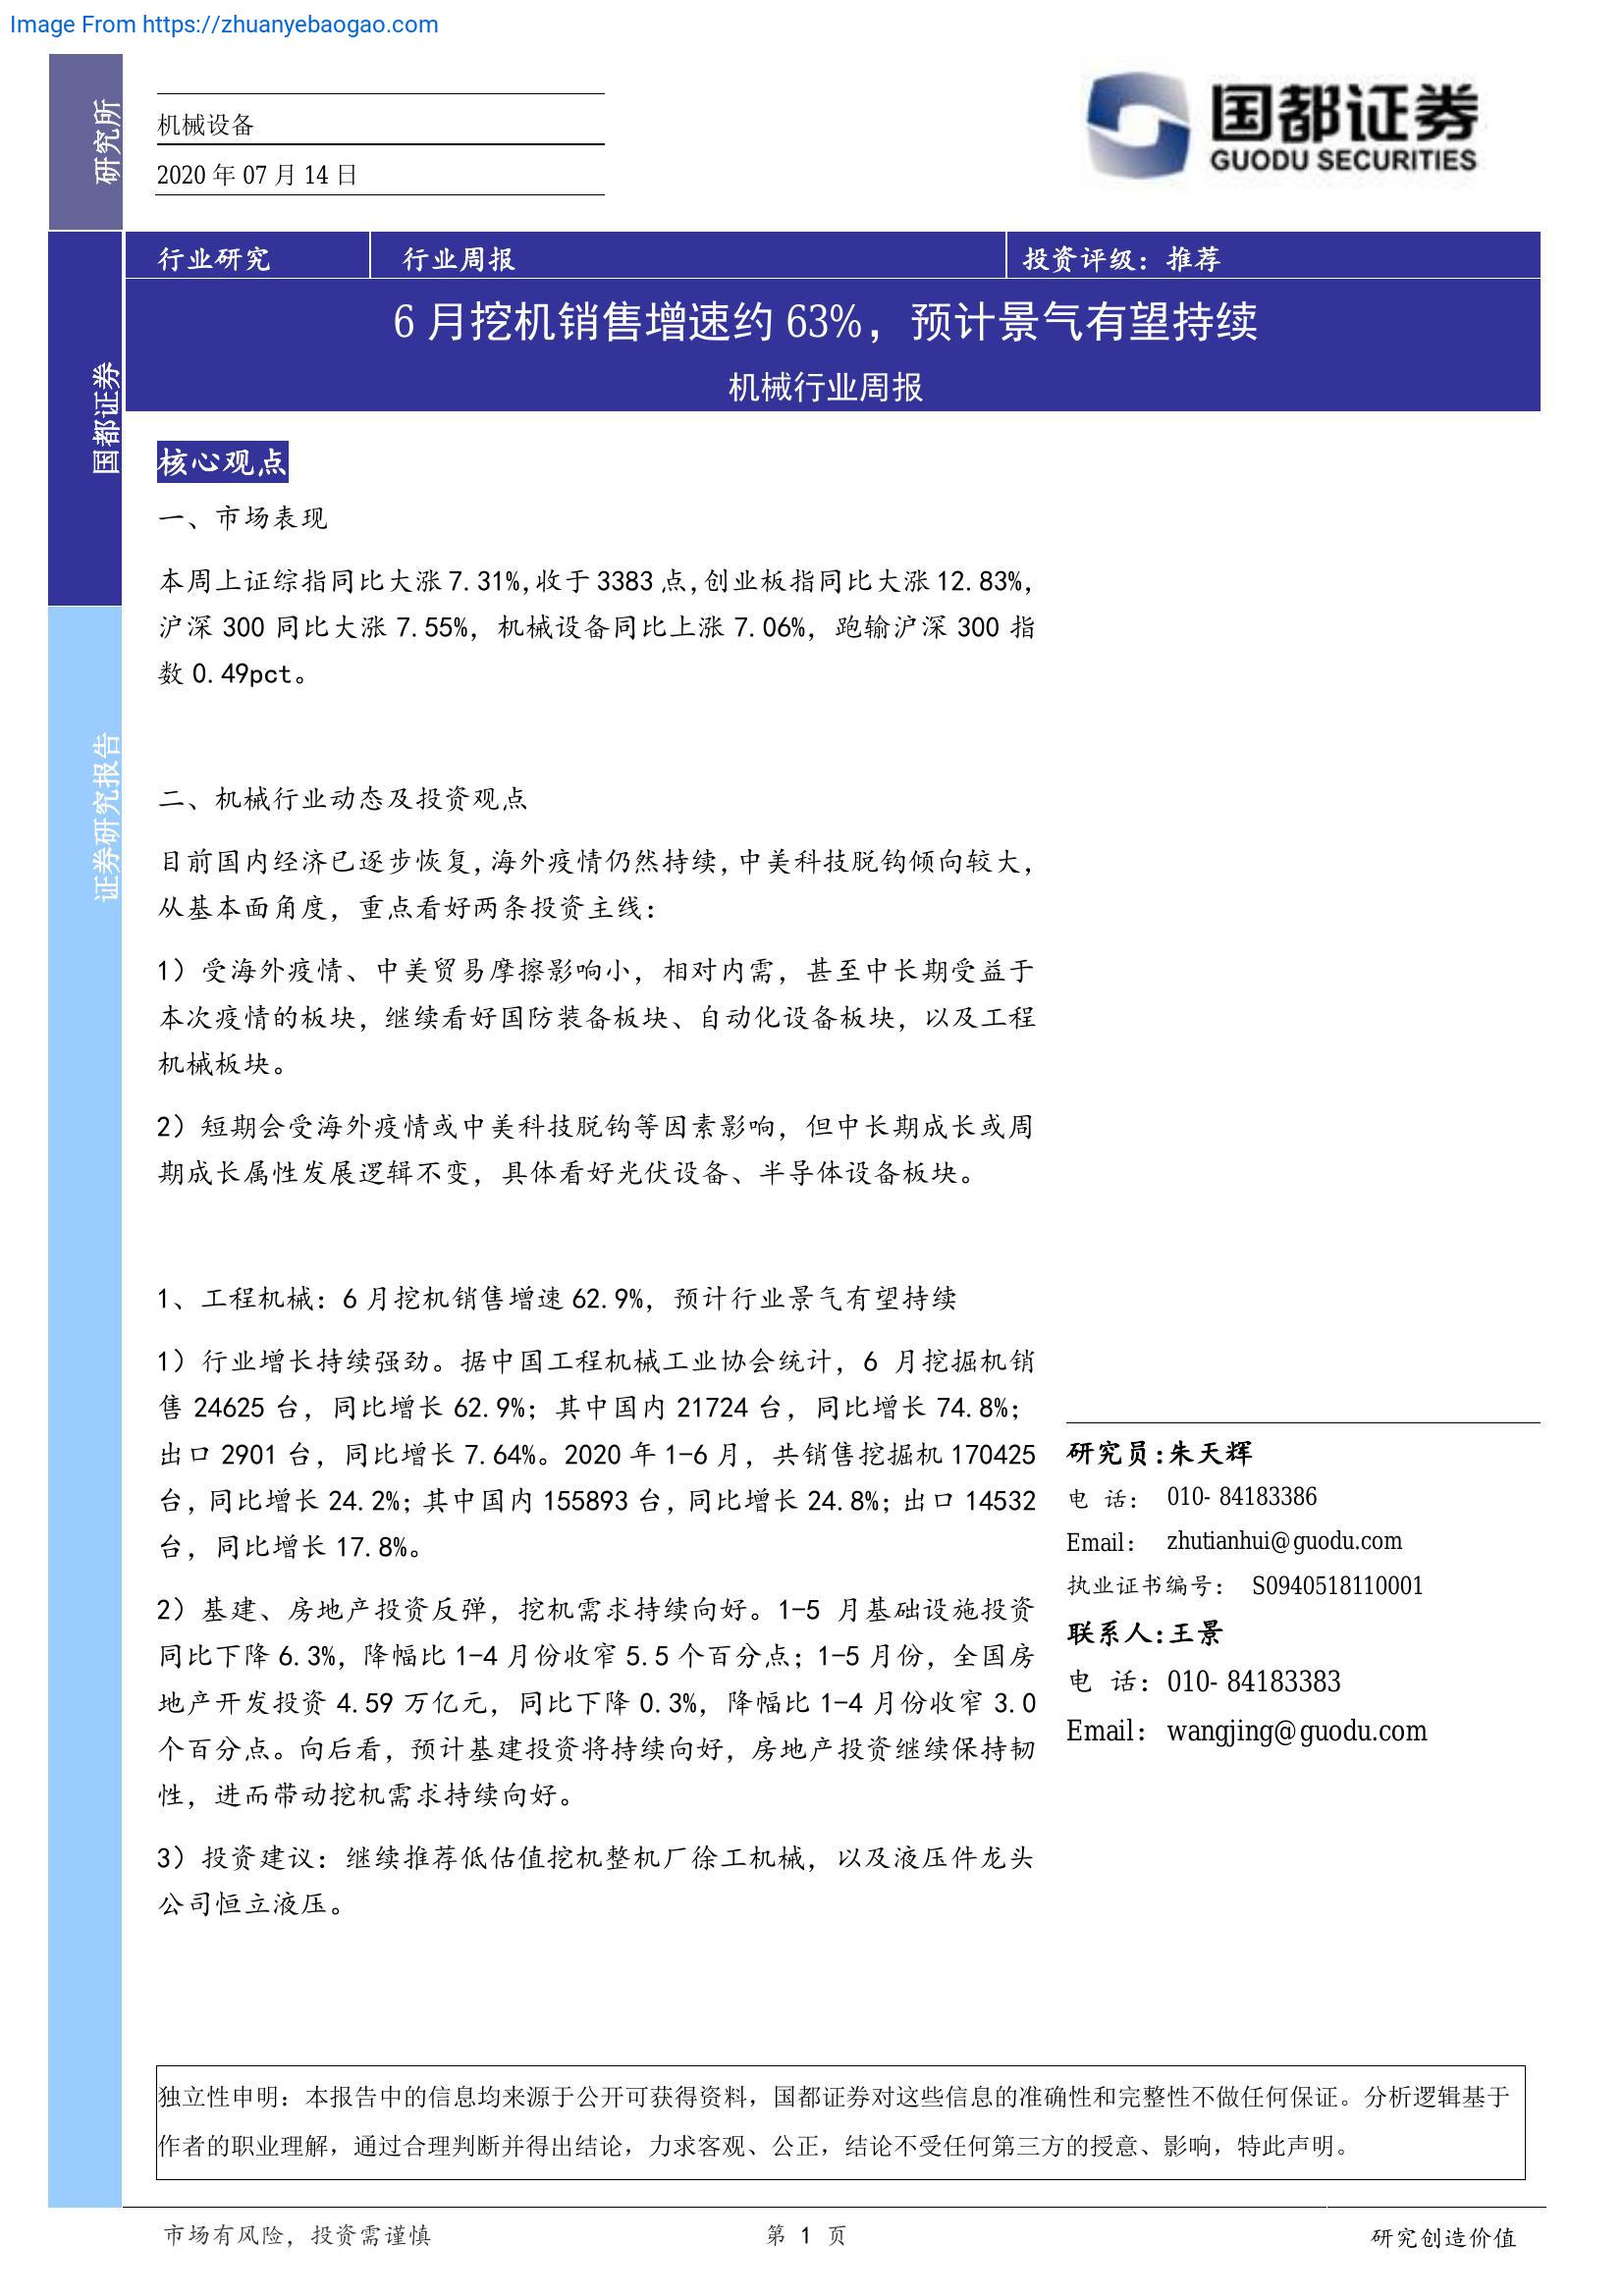 Image From https://zhuanyebaogao.com
研究所
机械设备
2020 年 07 月 14 日
国都证券
GUODU SECURITIES
国都证券
行业研究
行业周报
投资评级：推荐
6 月挖机销售增速约 63%，预计景气有望持续
机械行业周报
证券研究报告
核心观点
一、市场表现
本周上证综指同比大涨 7.31%,收于 3383 点,创业板指同比大涨 12.83%,
沪深 300 同比大涨 7.55%，机械设备同比上涨 7.06%，跑输沪深 300 指
数 0.49pct。
二、机械行业动态及投资观点
目前国内经济已逐步恢复,海外疫情仍然持续,中美科技脱钩倾向较大,
从基本面角度，重点看好两条投资主线：
1）受海外疫情、中美贸易摩擦影响小，相对内需，甚至中长期受益于
本次疫情的板块，继续看好国防装备板块、自动化设备板块，以及工程
机械板块。
2）短期会受海外疫情或中美科技脱钩等因素影响，但中长期成长或周
期成长属性发展逻辑不变，具体看好光伏设备、半导体设备板块。
1、工程机械：6 月挖机销售增速 62.9%，预计行业景气有望持续
1）行业增长持续强劲。据中国工程机械工业协会统计，6 月挖掘机销
售 24625 台，同比增长 62.9%；其中国内 21724 台，同比增长 74.8%；
出口 2901 台，同比增长 7.64%。2020 年 1-6 月，共销售挖掘机 170425
台,同比增长 24.2%;其中国内 155893 台,同比增长 24.8%;出口 14532
台，同比增长 17.8%。
2）基建、房地产投资反弹，挖机需求持续向好。1-5 月基础设施投资
同比下降 6.3%，降幅比 1-4 月份收窄 5.5 个百分点；1-5 月份，全国房
地产开发投资 4.59 万亿元，同比下降 0.3%，降幅比 1-4 月份收窄 3.0
个百分点。向后看，预计基建投资将持续向好，房地产投资继续保持韧
性，进而带动挖机需求持续向好。
3）投资建议：继续推荐低估值挖机整机厂徐工机械，以及液压件龙头
公司恒立液压。
研究员:朱天辉
电 话： 010- 84183386
Email： zhutianhui@guodu.com
执业证书编号： S0940518110001
联系人:王景
电 话：010- 84183383
Email： wangjing@guodu.com
独立性申明：本报告中的信息均来源于公开可获得资料，国都证券对这些信息的准确性和完整性不做任何保证。分析逻辑基于
作者的职业理解，通过合理判断并得出结论，力求客观、公正，结论不受任何第三方的授意、影响，特此声明。
市场有风险，投资需谨慎
第 1 页
研究创造价值